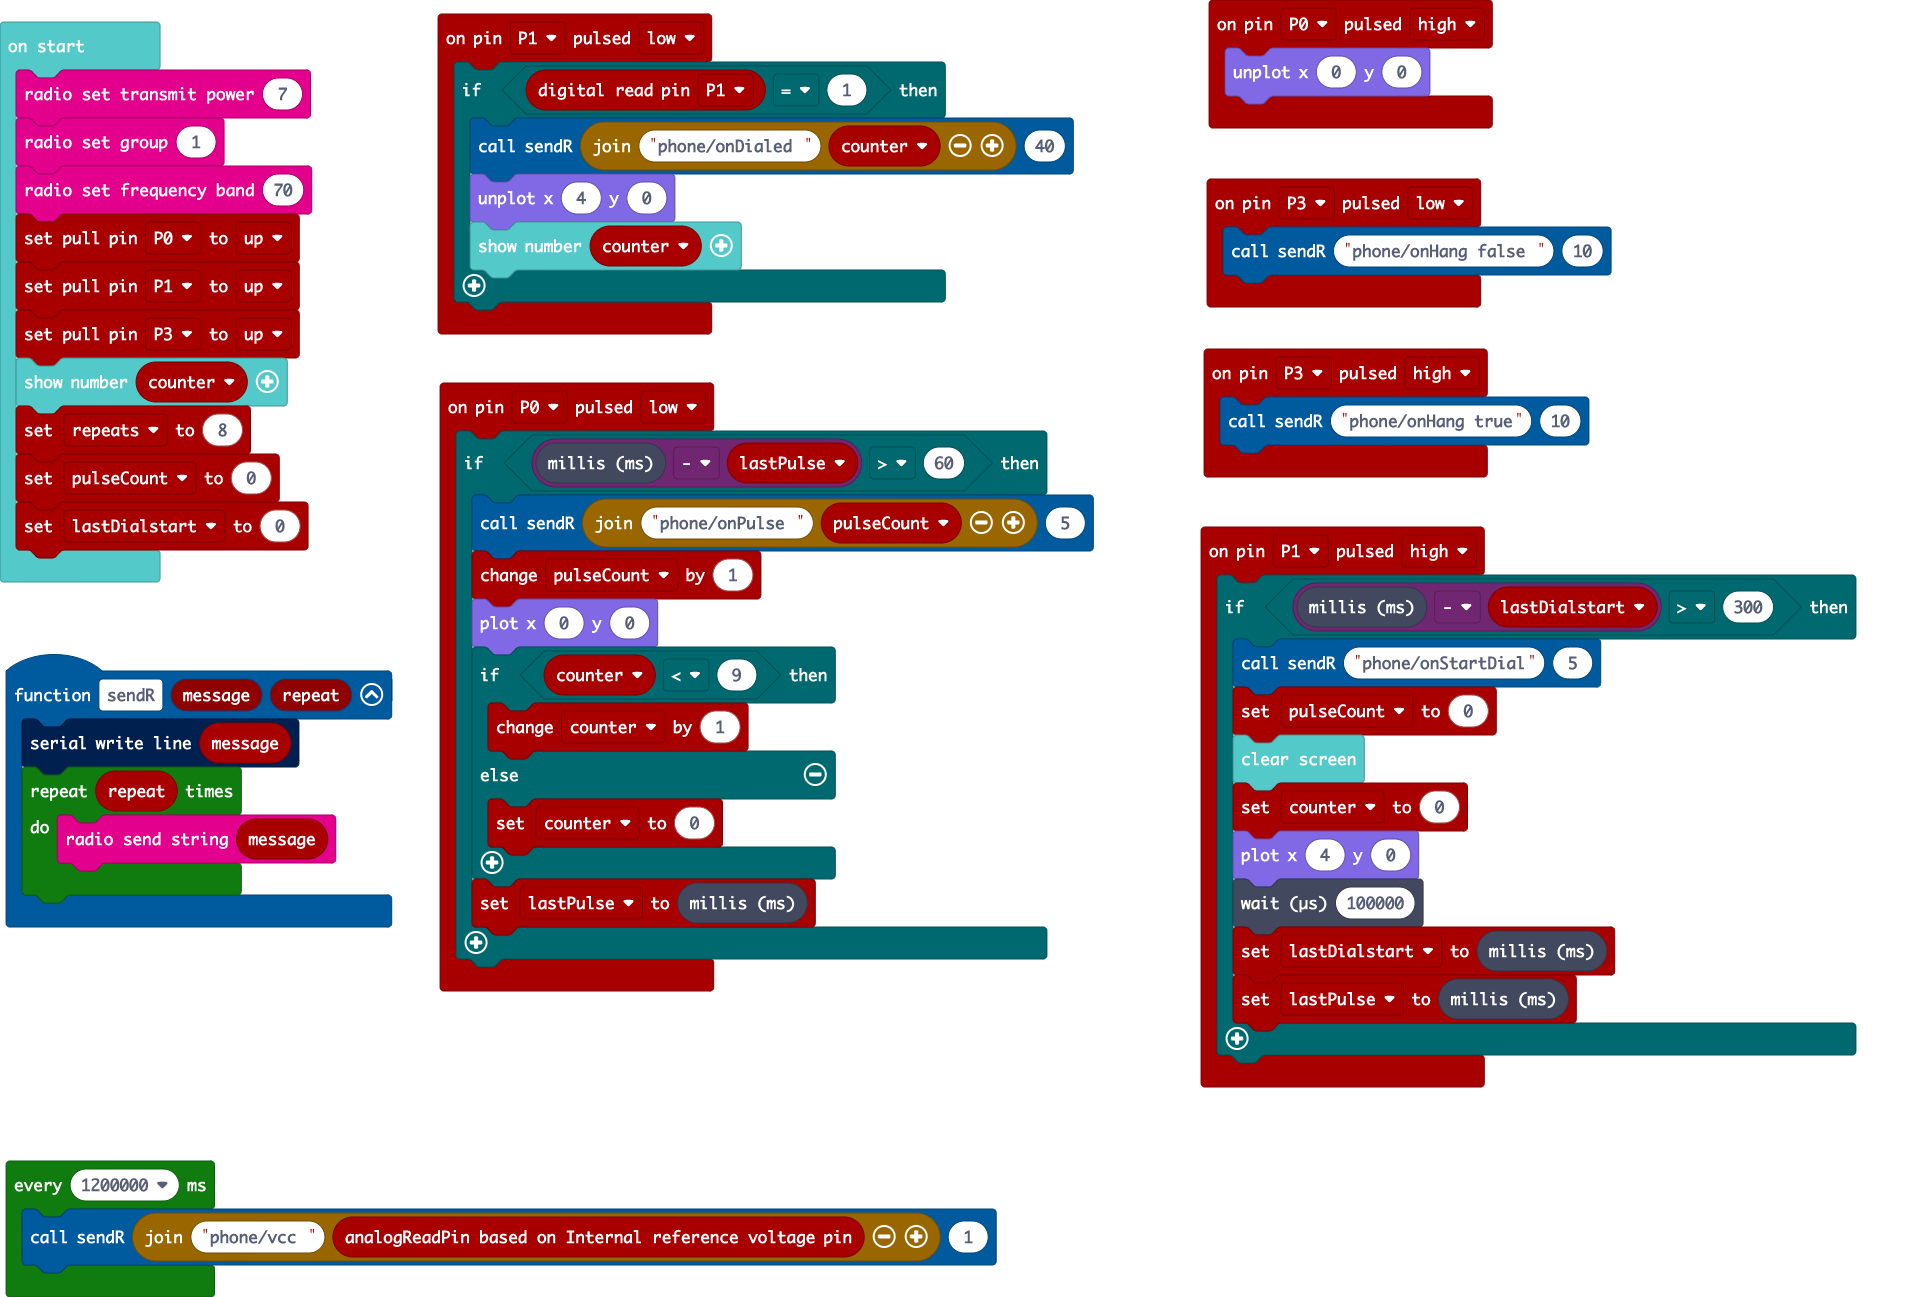 on start
radio set transmit power 7
radio set group 1
radio set frequency band 70
set pull pin P0 to up
set pull pin P1 to up
set pull pin P3 to up
show number counter
set repeats to 8
set pulseCount to 0
set lastDialstart to 0
function sendR message repeat
serial write line message
repeat repeat times
do radio send string message
every 1200000 ms
call sendR join "phone/vcc " analogReadPin based on Internal reference voltage pin 1
on pin P1 pulsed low
if digital read pin P1 = 1 then
call sendR join "phone/onDialed " counter 40
unplot x 4 y 0
show number counter
on pin P0 pulsed low
if millis (ms) - lastPulse > 60 then
call sendR join "phone/onPulse " pulseCount 5
change pulseCount by 1
plot x 0 y 0
if counter < 9 then
change counter by 1
else
set counter to 0
set lastPulse to millis (ms)
on pin P0 pulsed high
unplot x 0 y 0
on pin P3 pulsed low
call sendR "phone/onHang false " 10
on pin P3 pulsed high
call sendR "phone/onHang true" 10
on pin P1 pulsed high
if millis (ms) - lastDialstart > 300 then
call sendR "phone/onStartDial" 5
set pulseCount to 0
clear screen
set counter to 0
plot x 4 y 0
wait (µs) 100000
set lastDialstart to millis (ms)
set lastPulse to millis (ms)